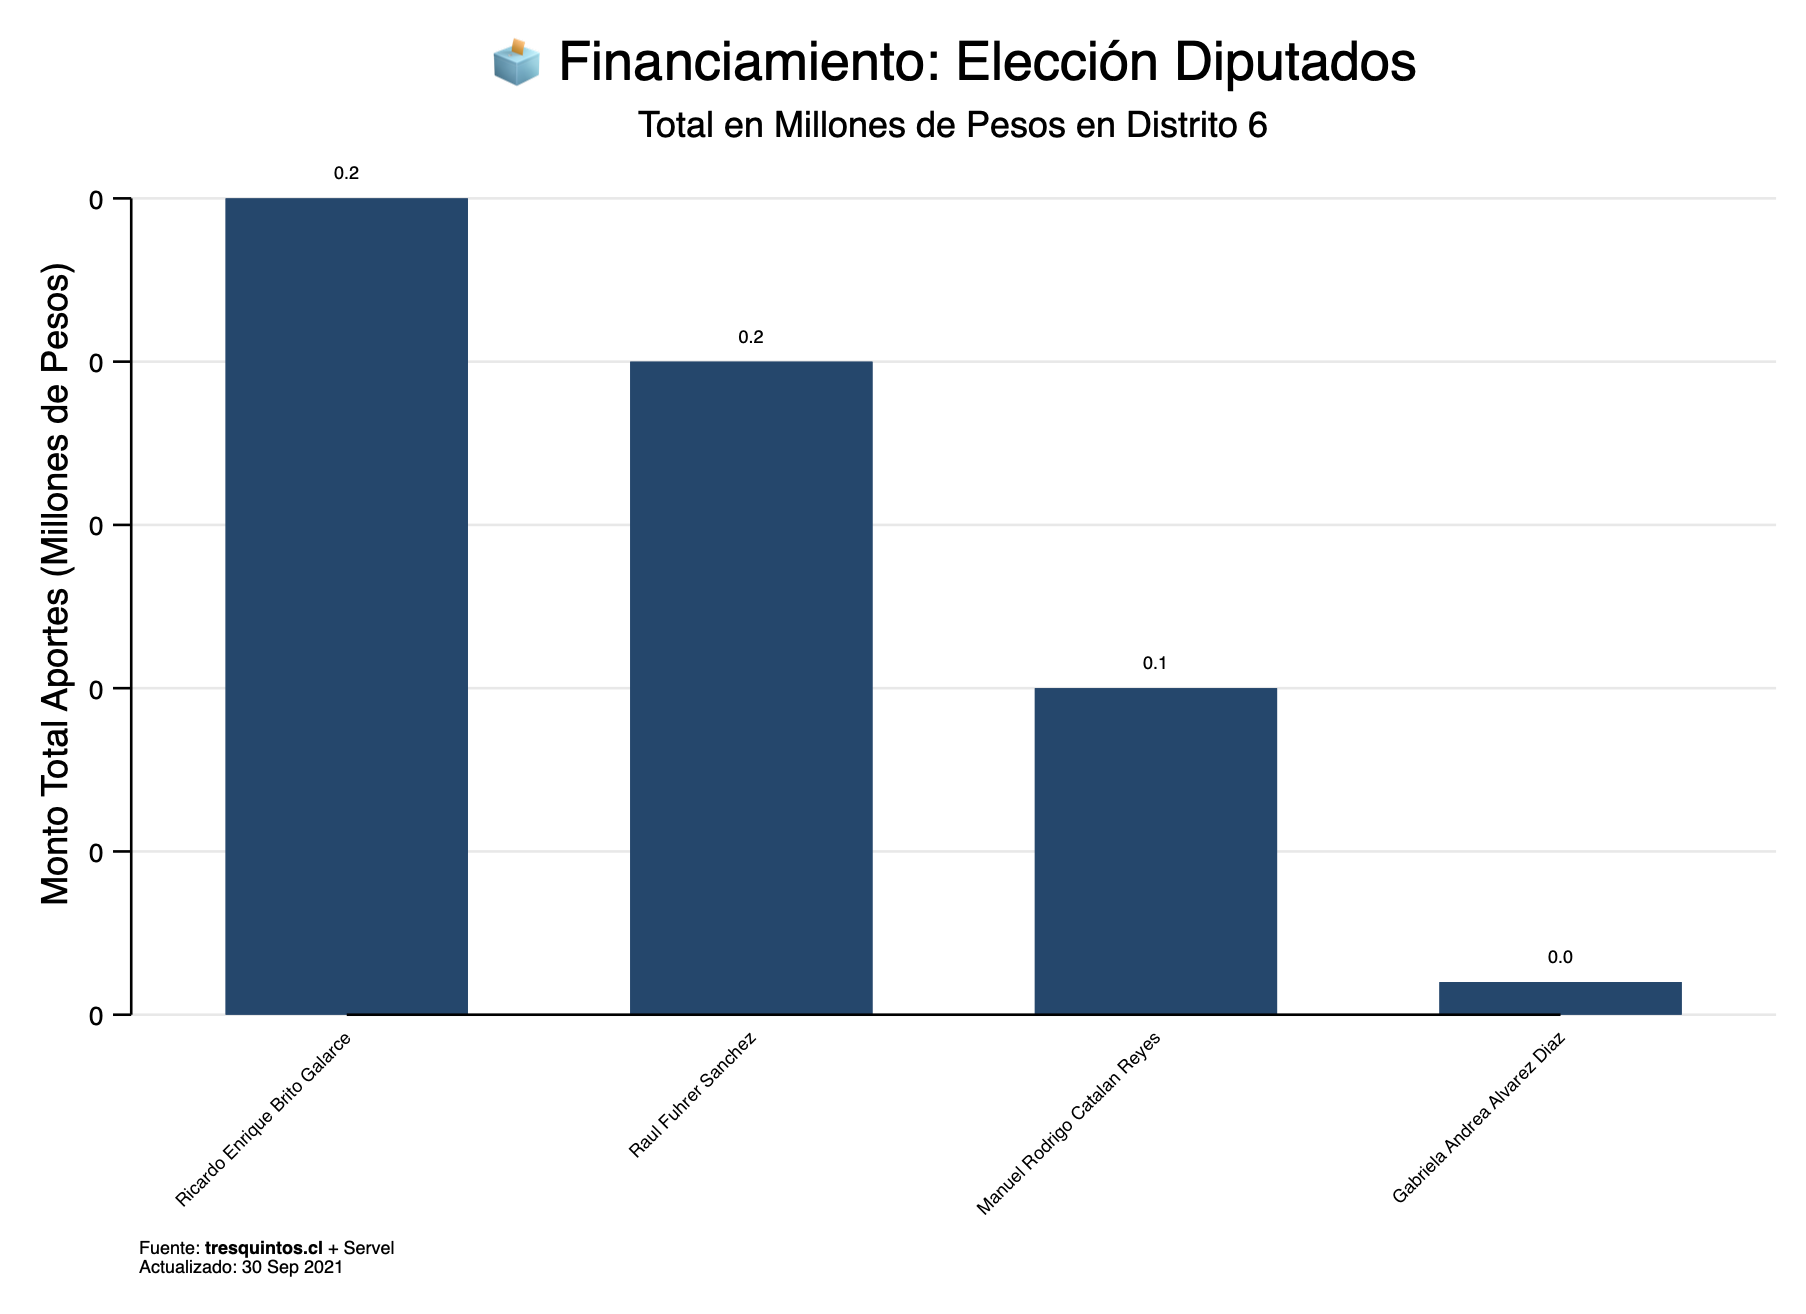 Financiamiento: Elección Diputados
Total en Millones de Pesos en Distrito 6
Monto Total Aportes (Millones de Pesos)
0
0
0
0
0
0
0.2
0.2
0.1
0.0
Ricardo Enrique Brito Galarce
Raul Fuhrer Sanchez
Manuel Rodrigo Catalan Reyes
Gabriela Andrea Alvarez Diaz
Fuente: tresquintos.cl + Servel
Actualizado: 30 Sep 2021